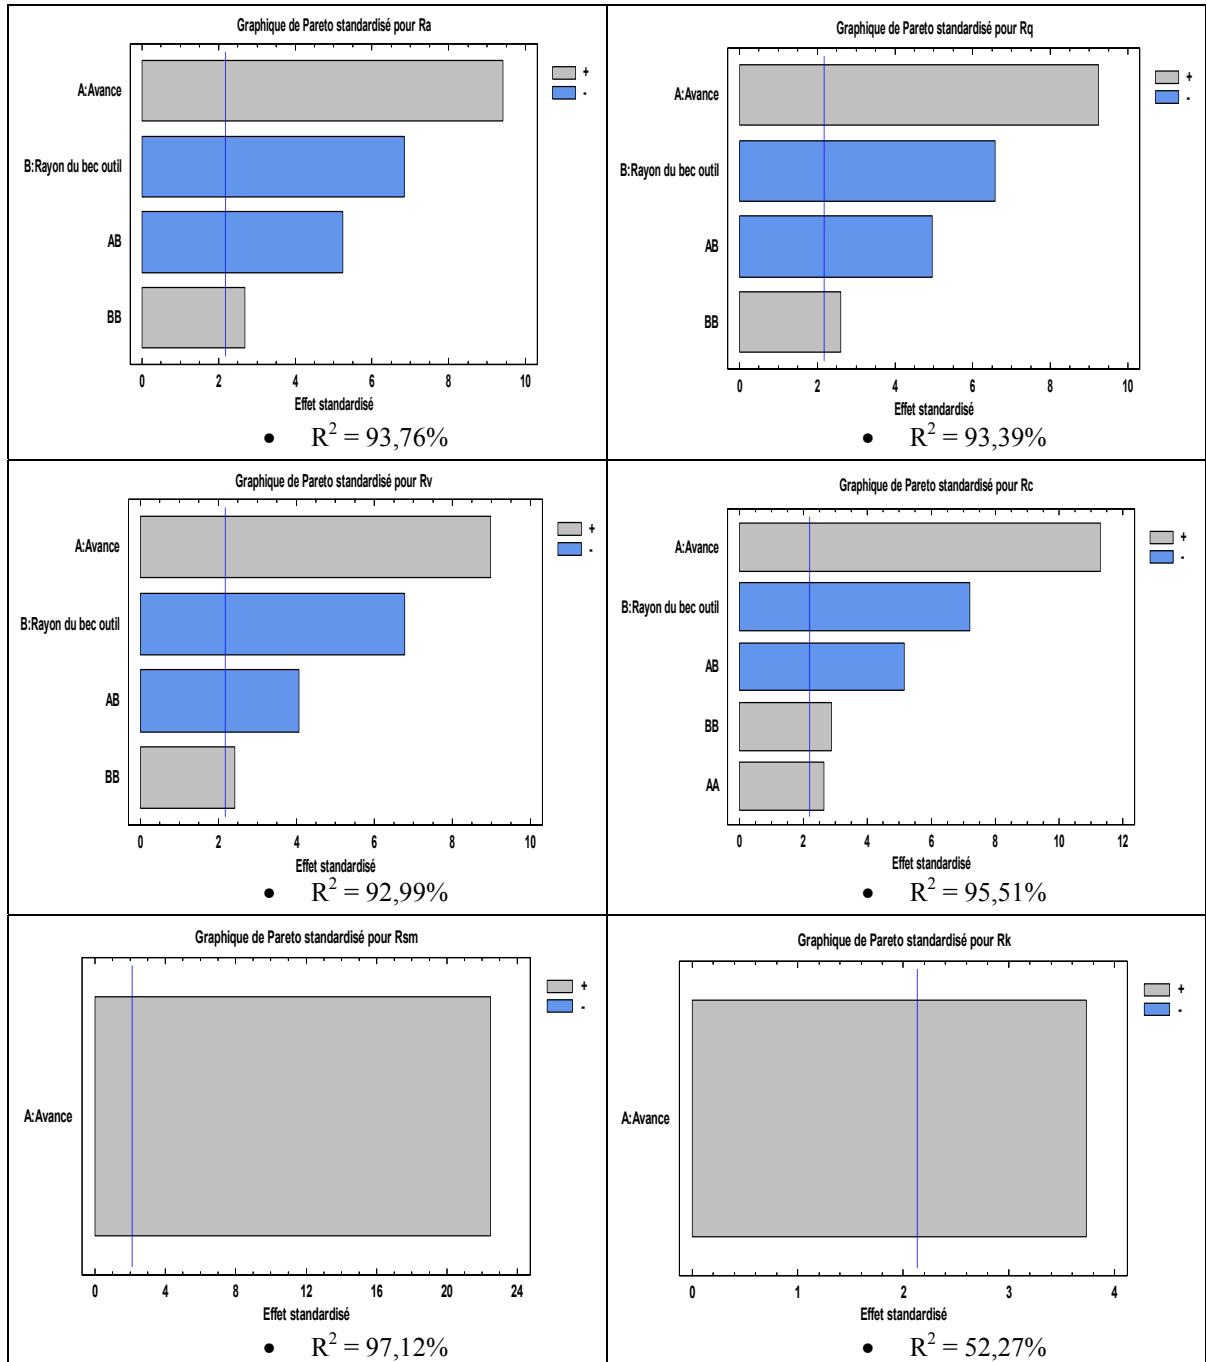 Graphique de Pareto standardisé pour Ra
+
-
A:Avance
B:Rayon du bec outil
AB
BB
0 2 4 6 8 10
Effet standardisé
• R² = 93,76%
Graphique de Pareto standardisé pour Rq
+
-
A:Avance
B:Rayon du bec outil
AB
BB
0 2 4 6 8 10
Effet standardisé
• R² = 93,39%
Graphique de Pareto standardisé pour Rv
+
-
A:Avance
B:Rayon du bec outil
AB
BB
0 2 4 6 8 10
Effet standardisé
• R² = 92,99%
Graphique de Pareto standardisé pour Rc
+
-
A:Avance
B:Rayon du bec outil
AB
BB
AA
0 2 4 6 8 10 12
Effet standardisé
• R² = 95,51%
Graphique de Pareto standardisé pour Rsm
+
-
A:Avance
0 4 8 12 16 20 24
Effet standardisé
• R² = 97,12%
Graphique de Pareto standardisé pour Rk
+
-
A:Avance
0 1 2 3 4
Effet standardisé
• R² = 52,27%